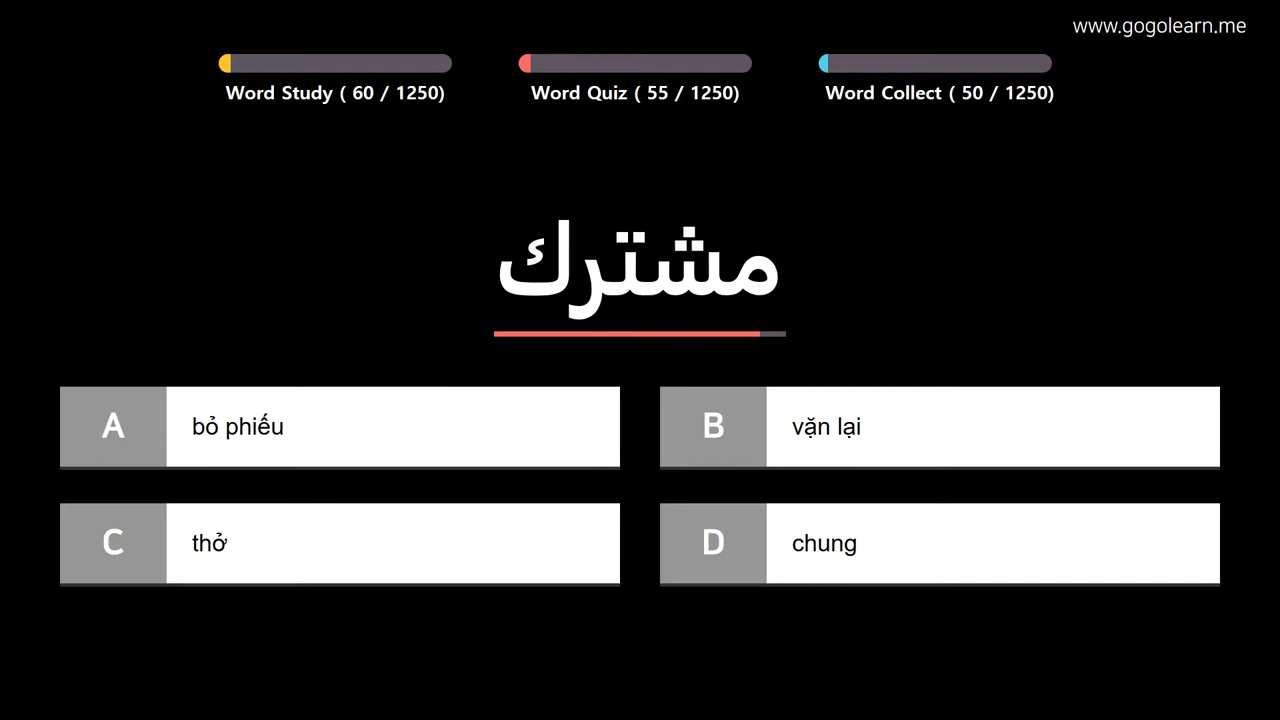 www.gogolearn.me
Word Study ( 60 / 1250)
Word Quiz ( 55 / 1250)
Word Collect ( 50 / 1250)
مشترك
A bỏ phiếu
B vặn lại
C thở
D chung